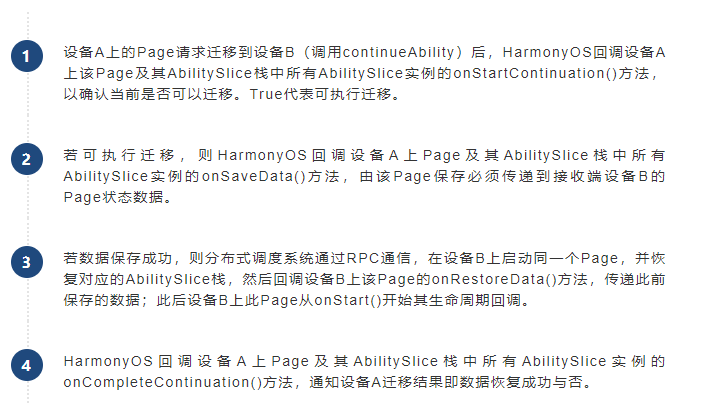 1
设备A上的Page请求迁移到设备B（调用continueAbility）后，HarmonyOS回调设备A
上该Page及其AbilitySlice栈中所有AbilitySlice实例的onStartContinuation()方法，
以确认当前是否可以迁移。True代表可执行迁移。
2
若可执行迁移，则HarmonyOS回调设备A上Page及其AbilitySlice栈中所有
AbilitySlice实例的onSaveData()方法，由该Page保存必须传递到接收端设备B的
Page状态数据。
3
若数据保存成功，则分布式调度系统通过RPC通信，在设备B上启动同一个Page，并恢
复对应的AbilitySlice栈，然后回调设备B上该Page的onRestoreData()方法，传递此前
保存的数据；此后设备B上此Page从onStart()开始其生命周期回调。
4
HarmonyOS回调设备A上Page及其AbilitySlice栈中所有AbilitySlice实例的
onCompleteContinuation()方法，通知设备A迁移结果即数据恢复成功与否。